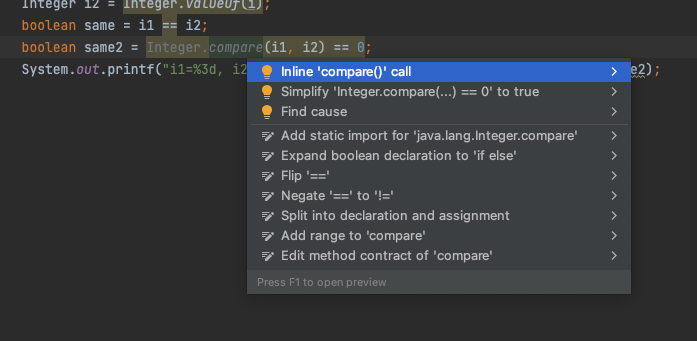 Integer i2 = Integer.valueOf(i);
boolean same = i1 == i2;
boolean same2 = Integer.compare(i1, i2) == 0;
System.out.printf("i1=%3d, i2 e2);
Inline 'compare()' call
Simplify 'Integer.compare(...) == 0' to true
Find cause
Add static import for 'java.lang.Integer.compare'
Expand boolean declaration to 'if else'
Flip '=='
Negate '==' to '!='
Split into declaration and assignment
Add range to 'compare'
Edit method contract of 'compare'
Press F1 to open preview